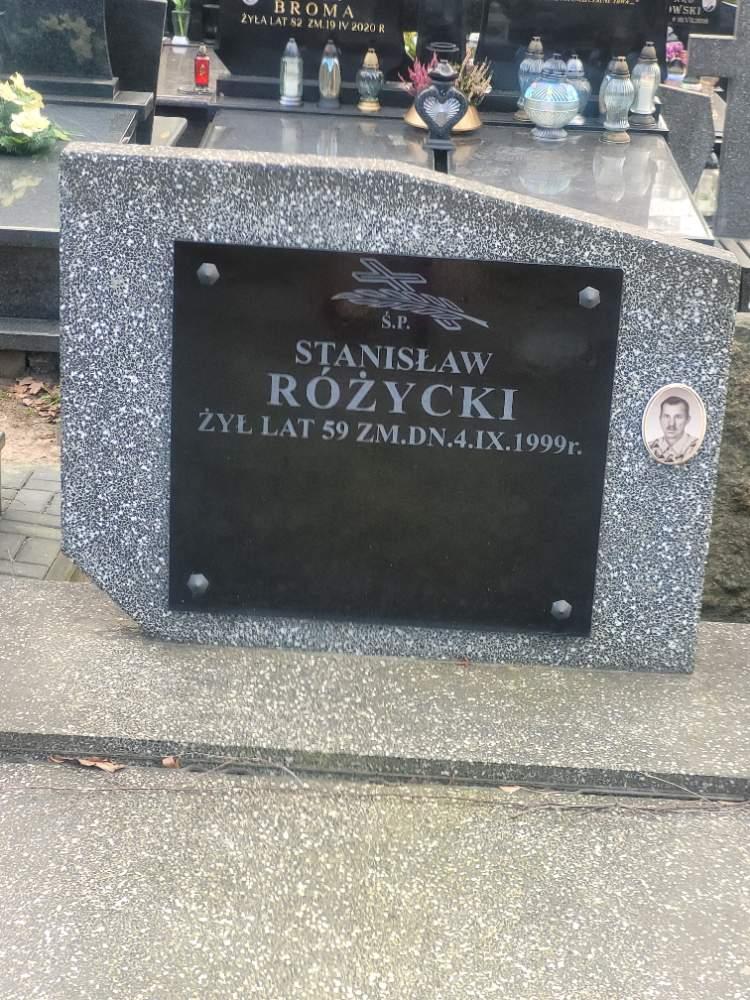 BROMA
ŻYŁA LAT 82 ZM.19 IV 2020 R
Ś.P.
STANISŁAW
RÓŻYCKI
ŻYŁ LAT 59 ZM.DN.4.IX.1999r.